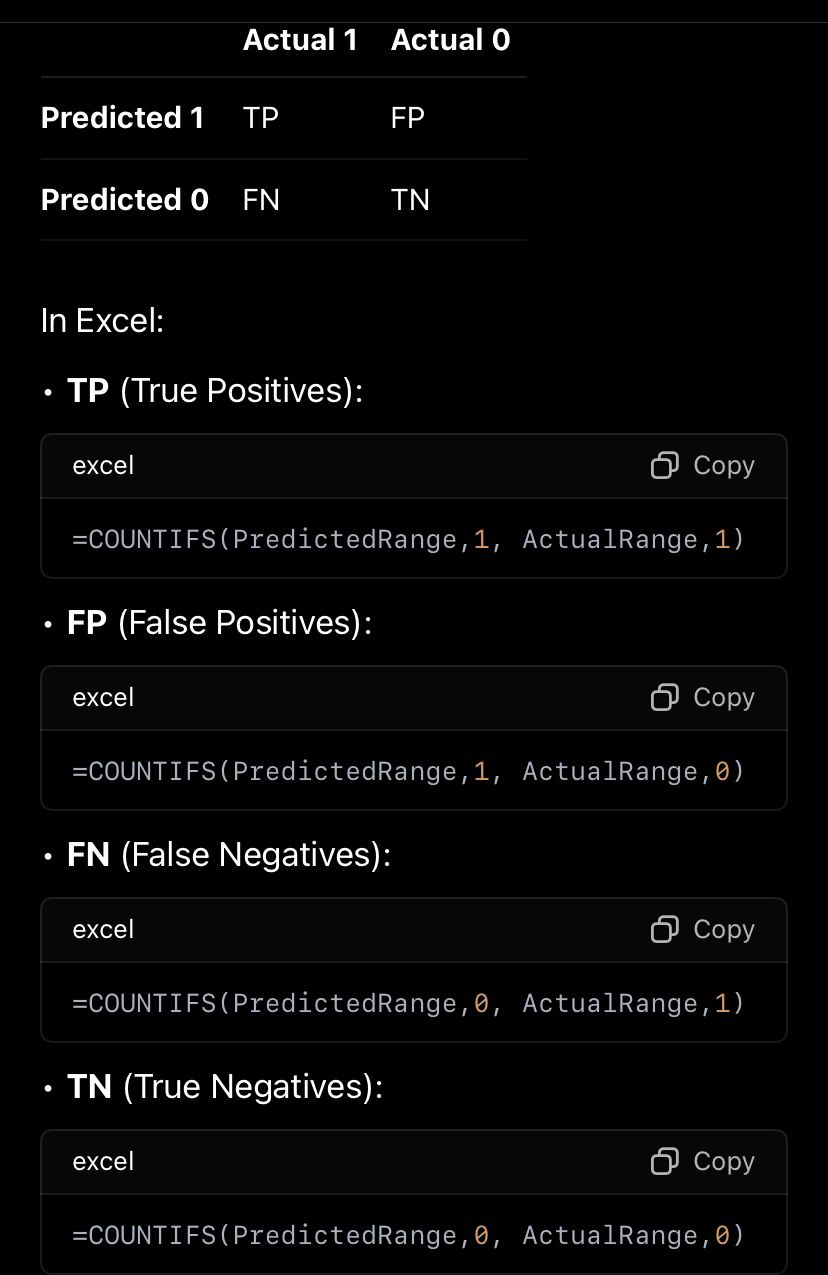 Actual 1 Actual 0
Predicted 1 TP FP
Predicted 0 FN TN
In Excel:
• TP (True Positives):
excel Copy
=COUNTIFS(PredictedRange,1, ActualRange,1)
• FP (False Positives):
excel Copy
=COUNTIFS(PredictedRange,1, ActualRange,0)
• FN (False Negatives):
excel Copy
=COUNTIFS(PredictedRange,0, ActualRange,1)
• TN (True Negatives):
excel Copy
=COUNTIFS(PredictedRange,0, ActualRange,0)